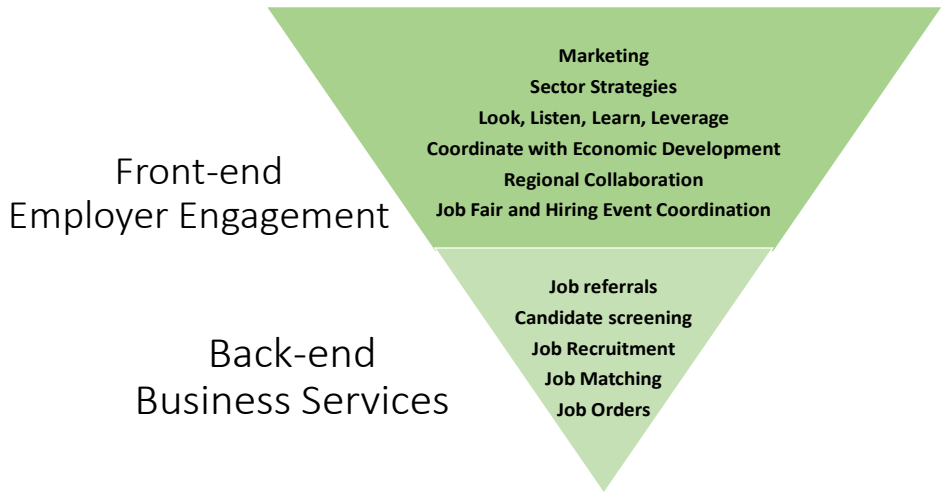 Marketing
Sector Strategies
Look, Listen, Learn, Leverage
Coordinate with Economic Development
Regional Collaboration
Job Fair and Hiring Event Coordination
Front-end
Employer Engagement
Job referrals
Candidate screening
Job Recruitment
Job Matching
Job Orders
Back-end
Business Services